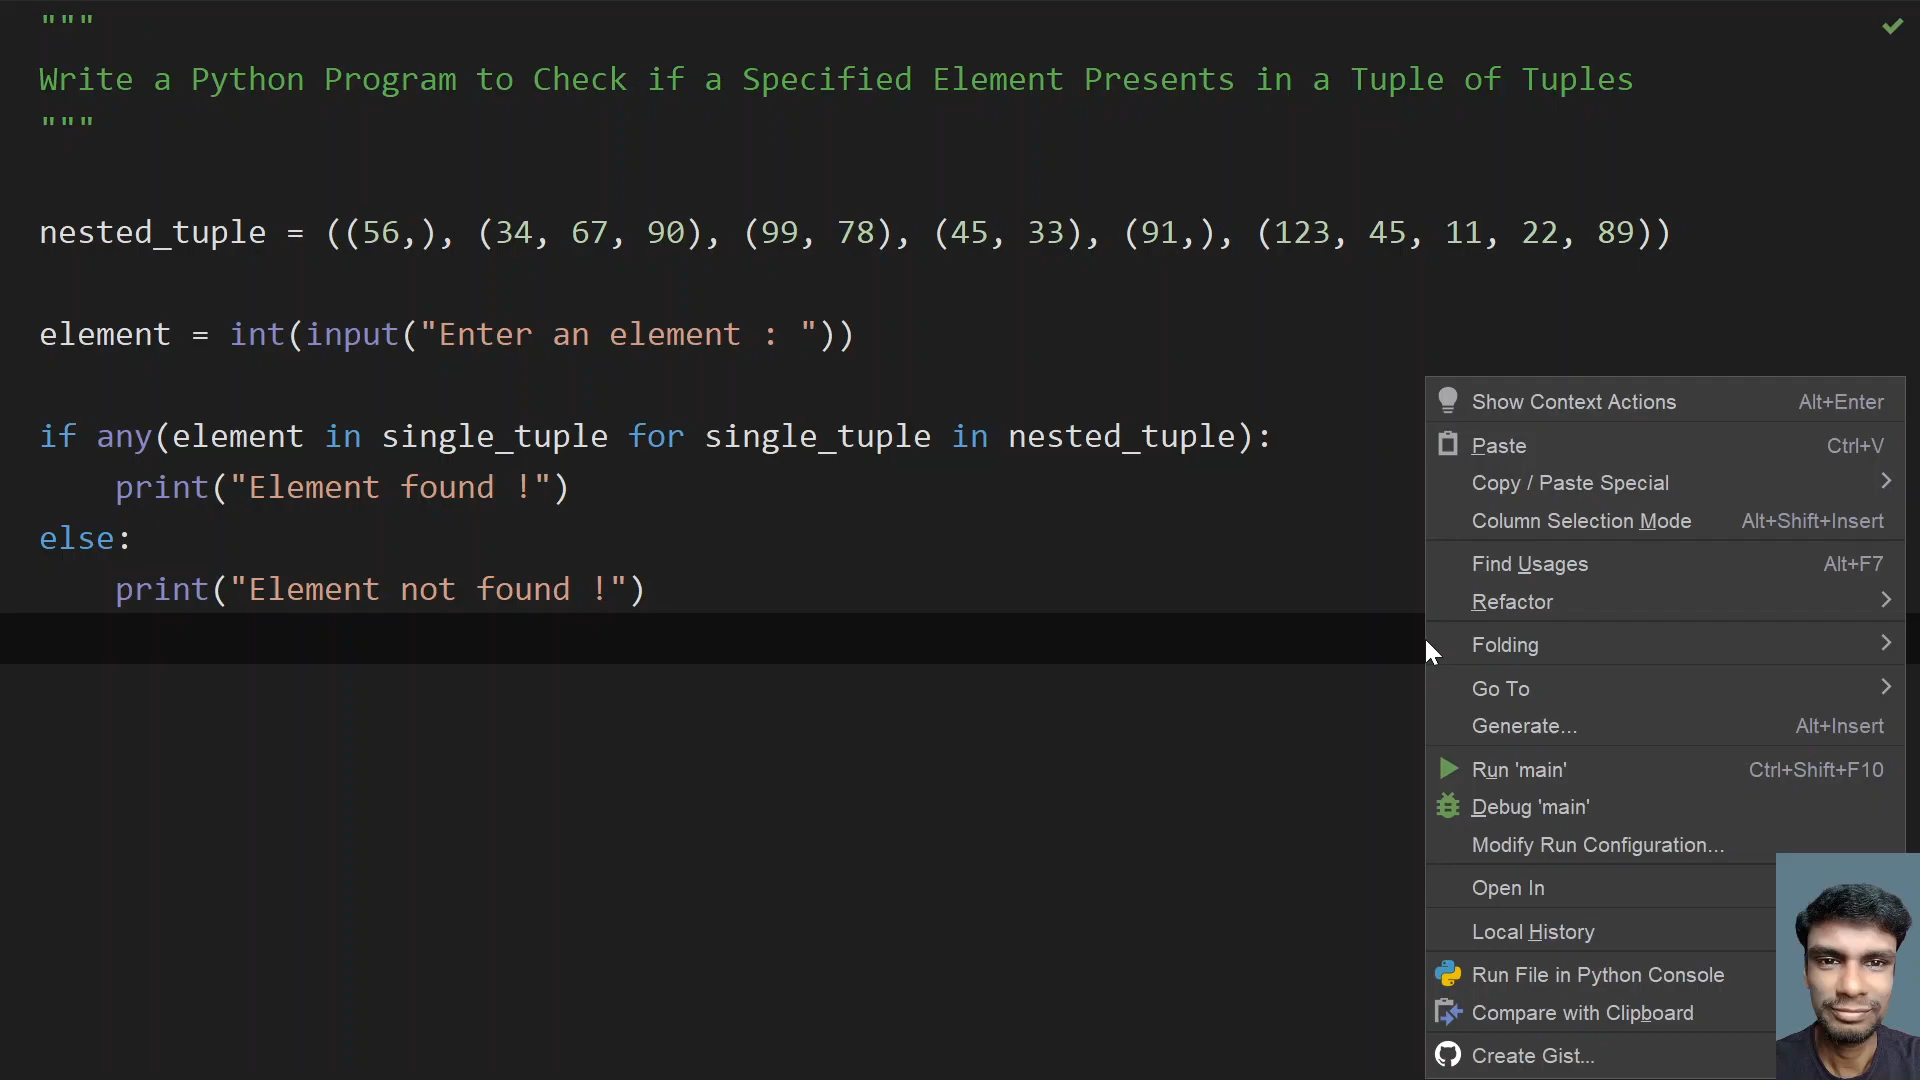 """
Write a Python Program to Check if a Specified Element Presents in a Tuple of Tuples
"""
nested_tuple = ((56,), (34, 67, 90), (99, 78), (45, 33), (91,), (123, 45, 11, 22, 89))
element = int(input("Enter an element : "))
if any(element in single_tuple for single_tuple in nested_tuple):
    print("Element found !")
else:
    print("Element not found !")
Show Context Actions Alt+Enter
Paste Ctrl+V
Copy / Paste Special
Column Selection Mode Alt+Shift+Insert
Find Usages Alt+F7
Refactor
Folding
Go To
Generate... Alt+Insert
Run 'main' Ctrl+Shift+F10
Debug 'main'
Modify Run Configuration...
Open In
Local History
Run File in Python Console
Compare with Clipboard
Create Gist...